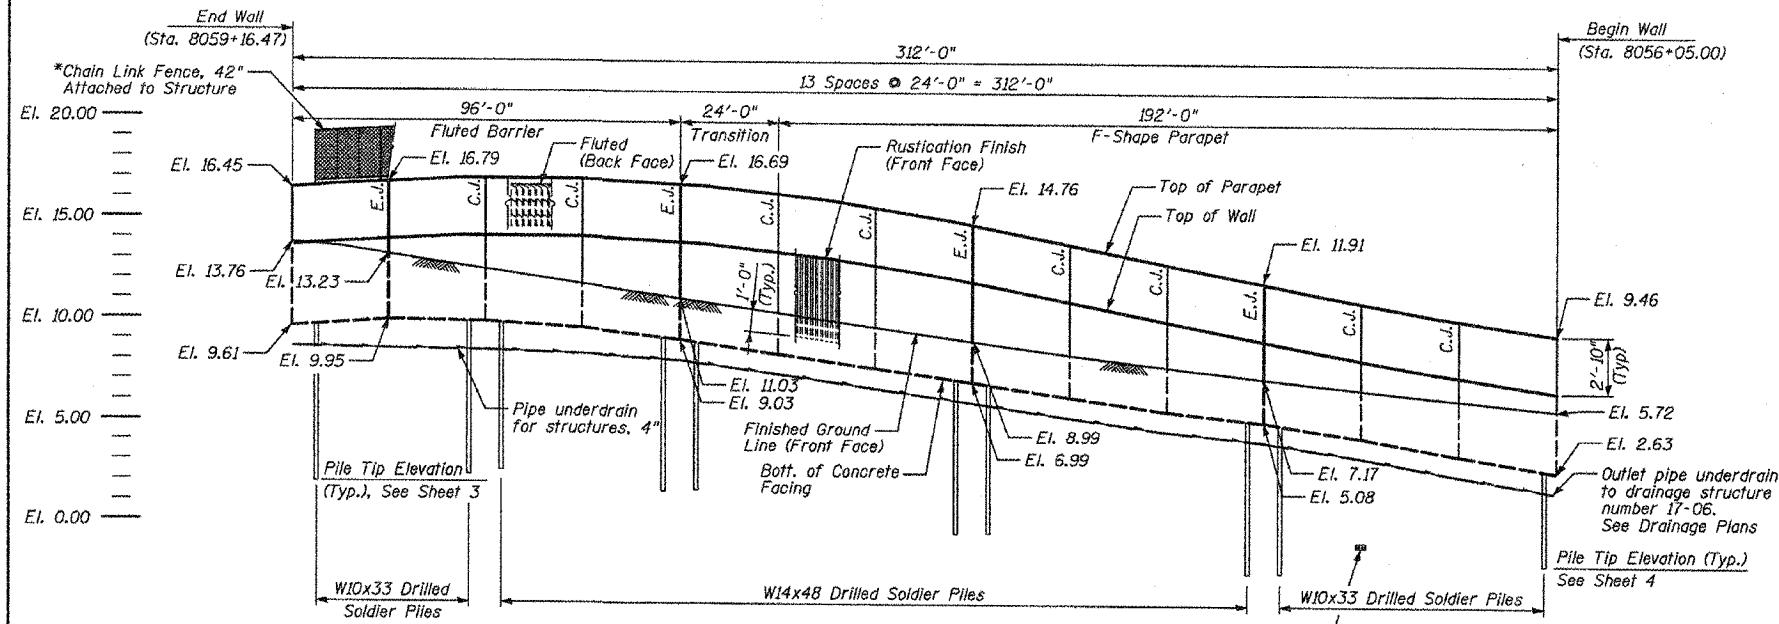 End Wall
(Sta. 8059+16.47)
Begin Wall
(Sta. 8056+05.00)
312'-0"
*Chain Link Fence, 42"
Attached to Structure
13 Spaces @ 24'-0" = 312'-0"
El. 20.00
96'-0"
24'-0"
192'-0"
Fluted Barrier
Transition
F-Shape Parapet
Fluted
(Back Face)
Rustication Finish
(Front Face)
El. 16.45
El. 16.79
El. 16.69
El. 14.76
Top of Parapet
Top of Wall
El. 15.00
E.J.
C.J.
C.J.
E.J.
C.J.
C.J.
E.J.
C.J.
C.J.
E.J.
C.J.
C.J.
El. 11.91
El. 13.76
El. 13.23
1'-0"
(Typ.)
El. 10.00
El. 9.46
El. 9.61
El. 9.95
El. 11.03
El. 9.03
2'-10"
(Typ)
El. 5.00
Pipe underdrain
for structures, 4"
Finished Ground
Line (Front Face)
Bott. of Concrete
Facing
El. 8.99
El. 6.99
El. 7.17
El. 5.08
El. 5.72
El. 2.63
Pile Tip Elevation
(Typ.), See Sheet 3
Outlet pipe underdrain
to drainage structure
number 17-06.
See Drainage Plans
El. 0.00
Pile Tip Elevation (Typ.)
See Sheet 4
W10x33 Drilled
Soldier Piles
W14x48 Drilled Soldier Piles
W10x33 Drilled Soldier Piles